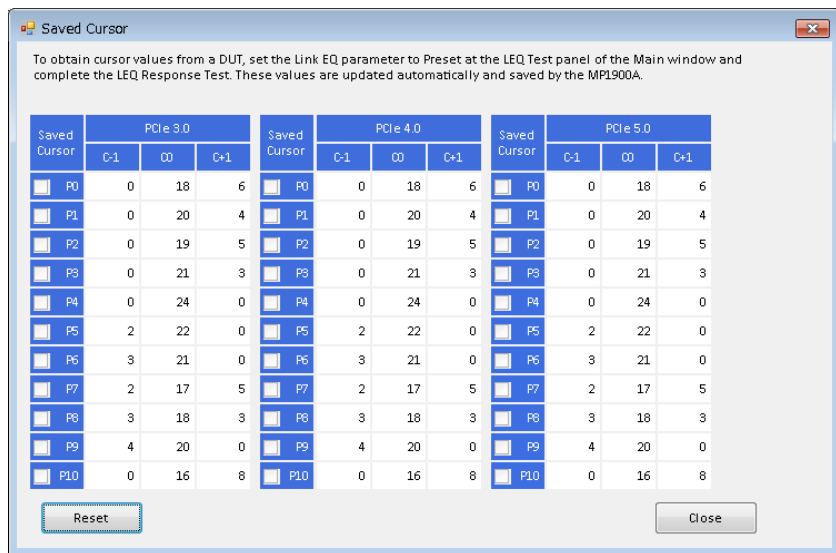 Saved Cursor
To obtain cursor values from a DUT, set the Link EQ parameter to Preset at the LEQ Test panel of the Main window and
complete the LEQ Response Test. These values are updated automatically and saved by the MP1900A.
Saved Cursor PCIe 3.0 Saved Cursor PCIe 4.0 Saved Cursor PCIe 5.0
C-1 C0 C+1 C-1 C0 C+1 C-1 C0 C+1
P0 0 18 6 P0 0 18 6 P0 0 18 6
P1 0 20 4 P1 0 20 4 P1 0 20 4
P2 0 19 5 P2 0 19 5 P2 0 19 5
P3 0 21 3 P3 0 21 3 P3 0 21 3
P4 0 24 0 P4 0 24 0 P4 0 24 0
P5 2 22 0 P5 2 22 0 P5 2 22 0
P6 3 21 0 P6 3 21 0 P6 3 21 0
P7 2 17 5 P7 2 17 5 P7 2 17 5
P8 3 18 3 P8 3 18 3 P8 3 18 3
P9 4 20 0 P9 4 20 0 P9 4 20 0
P10 0 16 8 P10 0 16 8 P10 0 16 8
Reset Close